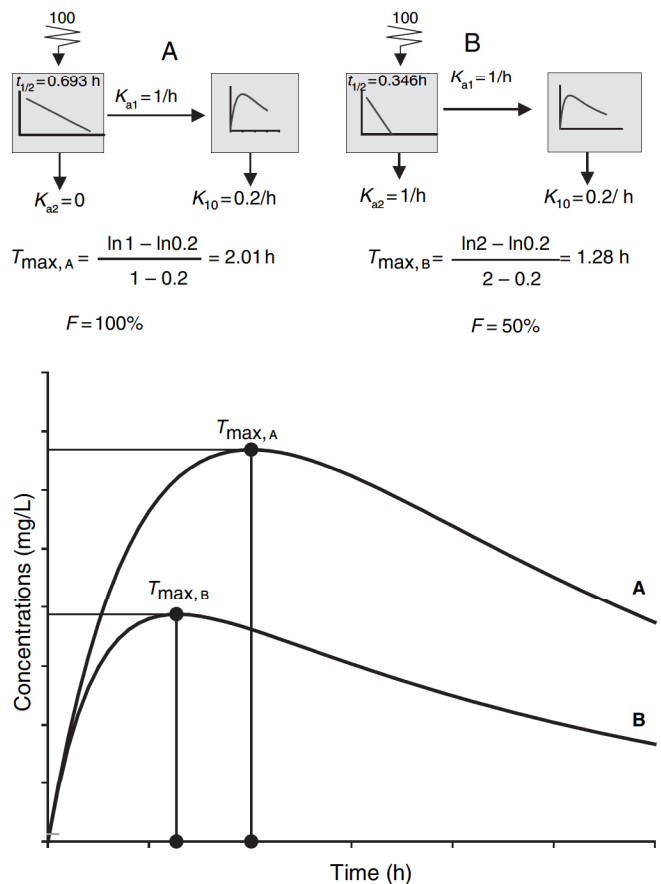 100
A
t1/2 = 0.693 h
Ka1 = 1/h
Ka2 = 0
K10 = 0.2/h
100
B
t1/2 = 0.346h
Ka1 = 1/h
Ka2 = 1/h
K10 = 0.2/ h
Tmax, A = (ln 1 – ln0.2) / (1 – 0.2) = 2.01 h
Tmax, B = (ln2 – ln0.2) / (2 – 0.2) = 1.28 h
F = 100%
F = 50%
Tmax, A
Tmax, B
A
B
Concentrations (mg/L)
Time (h)